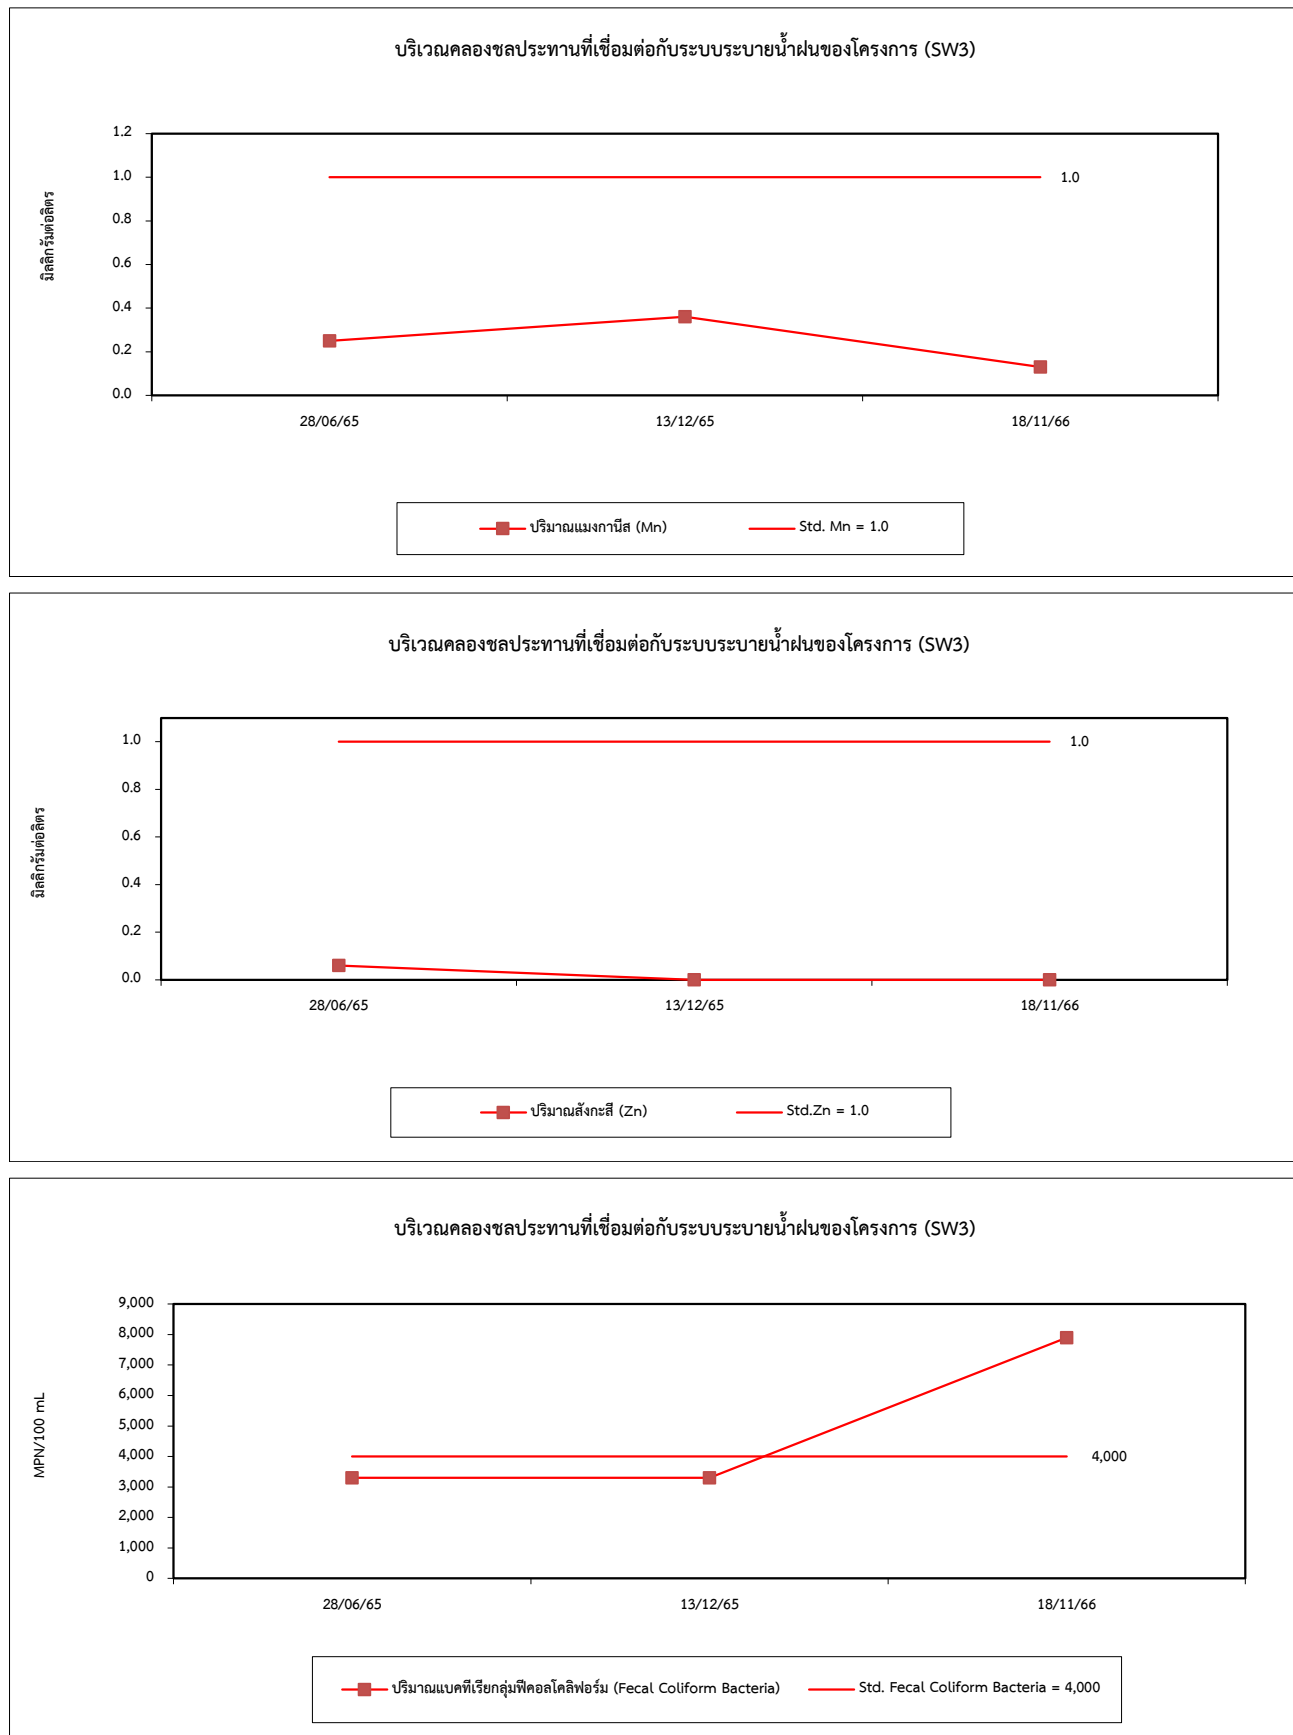 บริเวณคลองชลประทานที่เชื่อมต่อกับระบบระบายน้ำฝนของโครงการ (SW3)
มิลลิกรัมต่อลิตร
1.2
1.0
0.8
0.6
0.4
0.2
0.0
1.0
28/06/65 13/12/65 18/11/66
ปริมาณแมงกานีส (Mn) Std. Mn = 1.0
บริเวณคลองชลประทานที่เชื่อมต่อกับระบบระบายน้ำฝนของโครงการ (SW3)
มิลลิกรัมต่อลิตร
1.0
0.8
0.6
0.4
0.2
0.0
1.0
28/06/65 13/12/65 18/11/66
ปริมาณสังกะสี (Zn) Std.Zn = 1.0
บริเวณคลองชลประทานที่เชื่อมต่อกับระบบระบายน้ำฝนของโครงการ (SW3)
MPN/100 mL
9,000
8,000
7,000
6,000
5,000
4,000
3,000
2,000
1,000
0
4,000
28/06/65 13/12/65 18/11/66
ปริมาณแบคทีเรียกลุ่มฟีคอลโคลิฟอร์ม (Fecal Coliform Bacteria) Std. Fecal Coliform Bacteria = 4,000